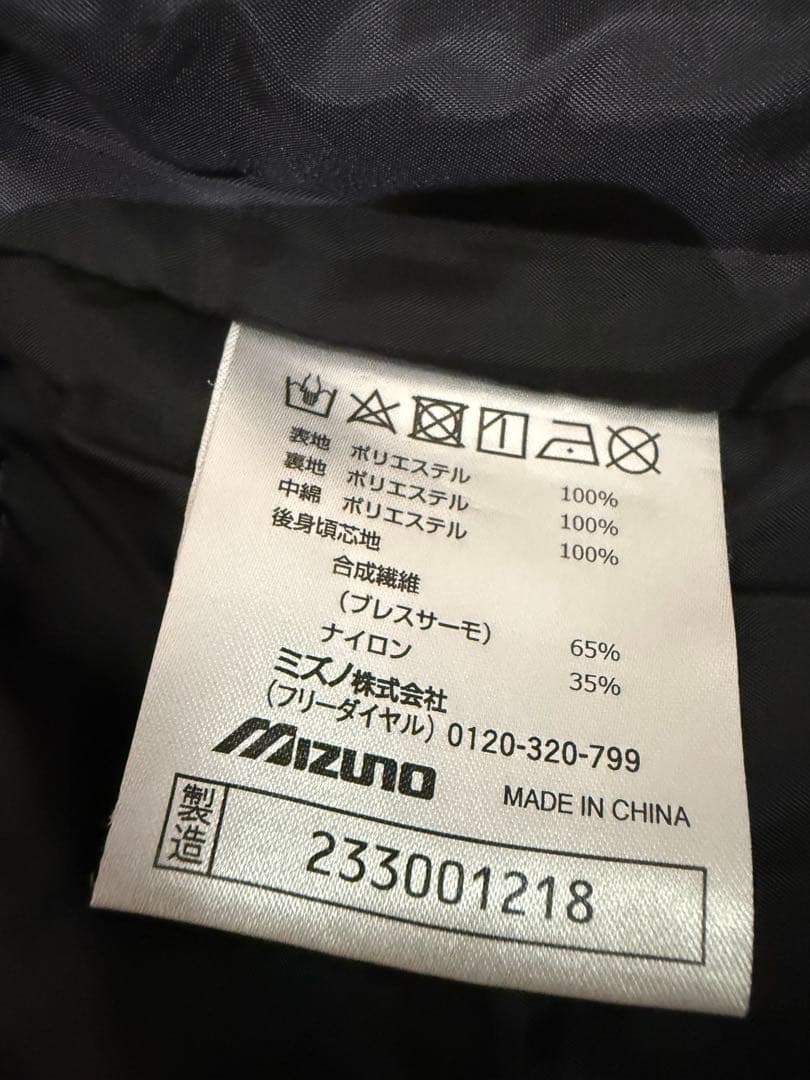 表地 ポリエステル 100%
裏地 ポリエステル 100%
中綿 ポリエステル 100%
後身頃芯地
合成繊維
(ブレスサーモ) 65%
ナイロン 35%
ミズノ株式会社
(フリーダイヤル) 0120-320-799
MIZUNO
MADE IN CHINA
製造 233001218